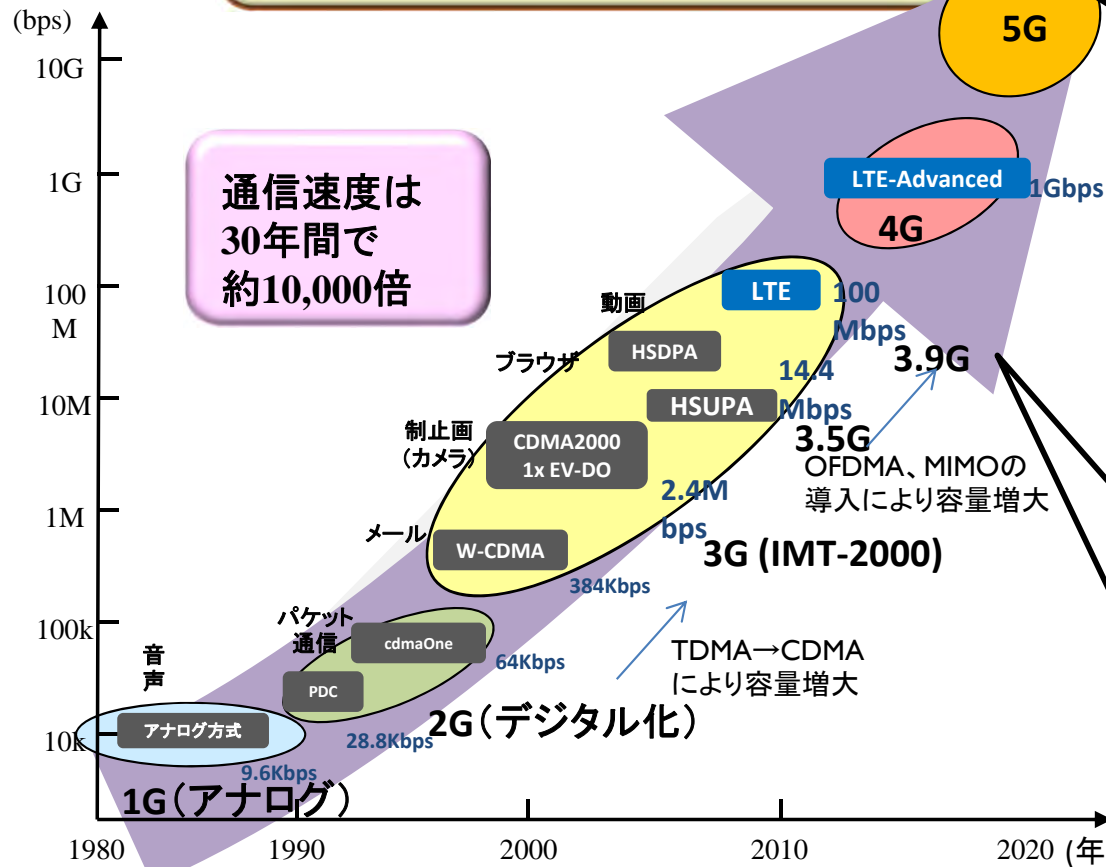 (bps)
10G
1G
100
M
10M
1M
100k
10k
通信速度は
30年間で
約10,000倍
5G
LTE-Advanced
1Gbps
4G
動画
LTE
100
Mbps
ブラウザ
HSDPA
3.9G
14.4
Mbps
HSUPA
3.5G
制止画
(カメラ)
CDMA2000
1x EV-DO
OFDMA、MIMOの
導入により容量増大
2.4M
bps
メール
W-CDMA
3G (IMT-2000)
384Kbps
パケット
通信
cdmaOne
64Kbps
TDMA→CDMA
により容量増大
音
声
PDC
2G(デジタル化)
28.8Kbps
アナログ方式
9.6Kbps
1G(アナログ)
1980
1990
2000
2010
2020
(年